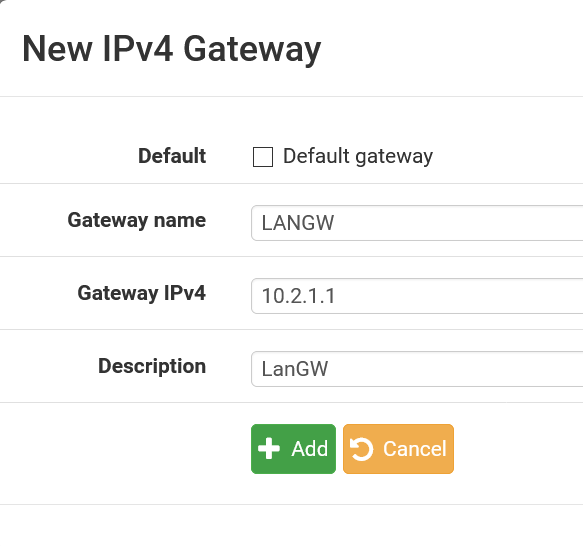 New IPv4 Gateway
Default Default gateway
Gateway name LANGW
Gateway IPv4 10.2.1.1
Description LanGW
Add Cancel